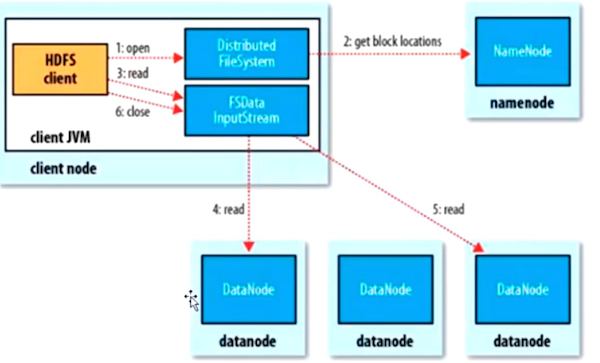 1: open
HDFS
client
3: read
6: close
Distributed
FileSystem
2: get block locations
NameNode
namenode
FSData
InputStream
client JVM
client node
4: read
5: read
DataNode
DataNode
DataNode
datanode
datanode
datanode